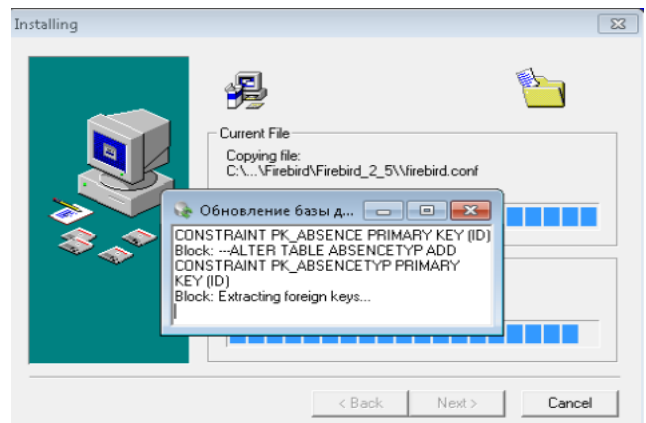 Installing
Current File
Copying file:
C:\...\Firebird\Firebird_2_5\\firebird.conf
Обновление базы д...
CONSTRAINT PK_ABSENCE PRIMARY KEY (ID)
Block: ---ALTER TABLE ABSENCETYP ADD
CONSTRAINT PK_ABSENCETYP PRIMARY
KEY (ID)
Block: Extracting foreign keys...
< Back
Next >
Cancel